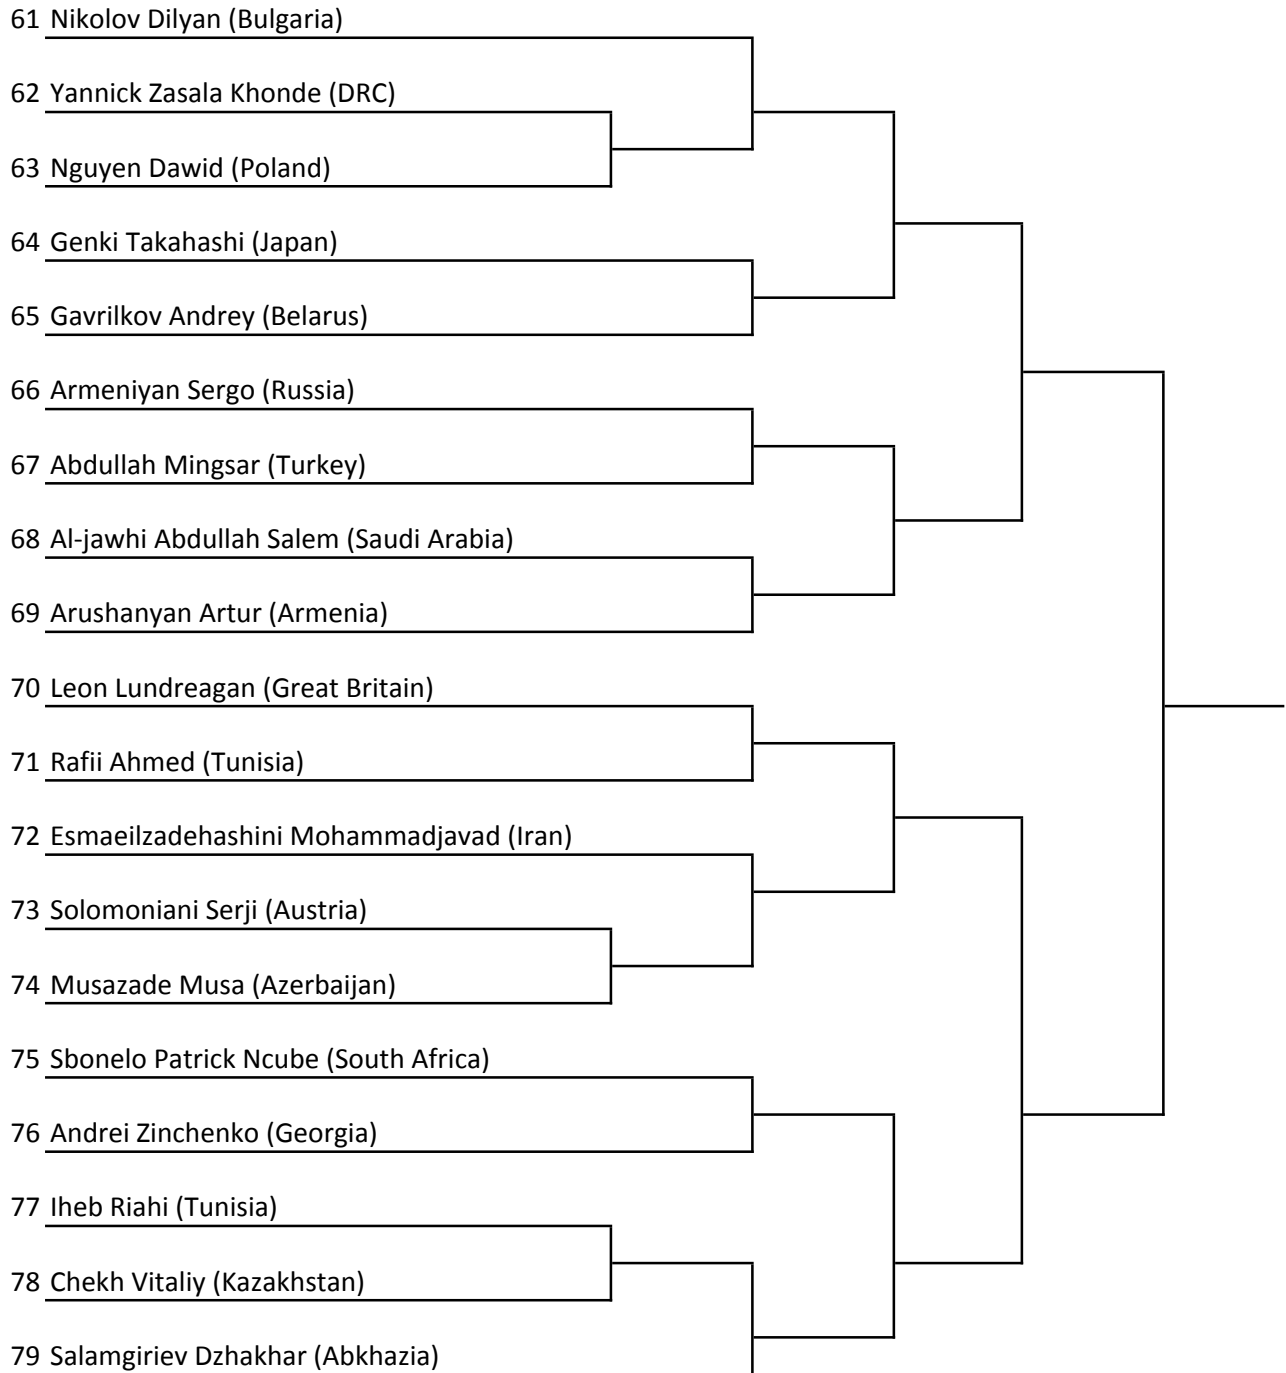 61 Nikolov Dilyan (Bulgaria)
62 Yannick Zasala Khonde (DRC)
63 Nguyen Dawid (Poland)
64 Genki Takahashi (Japan)
65 Gavrilkov Andrey (Belarus)
66 Armeniyan Sergo (Russia)
67 Abdullah Mingsar (Turkey)
68 Al-jawhi Abdullah Salem (Saudi Arabia)
69 Arushanyan Artur (Armenia)
70 Leon Lundreagan (Great Britain)
71 Rafii Ahmed (Tunisia)
72 Esmaeilzadehashini Mohammadjavad (Iran)
73 Solomoniani Serji (Austria)
74 Musazade Musa (Azerbaijan)
75 Sbonelo Patrick Ncube (South Africa)
76 Andrei Zinchenko (Georgia)
77 Iheb Riahi (Tunisia)
78 Chekh Vitaliy (Kazakhstan)
79 Salamgiriev Dzhakhar (Abkhazia)